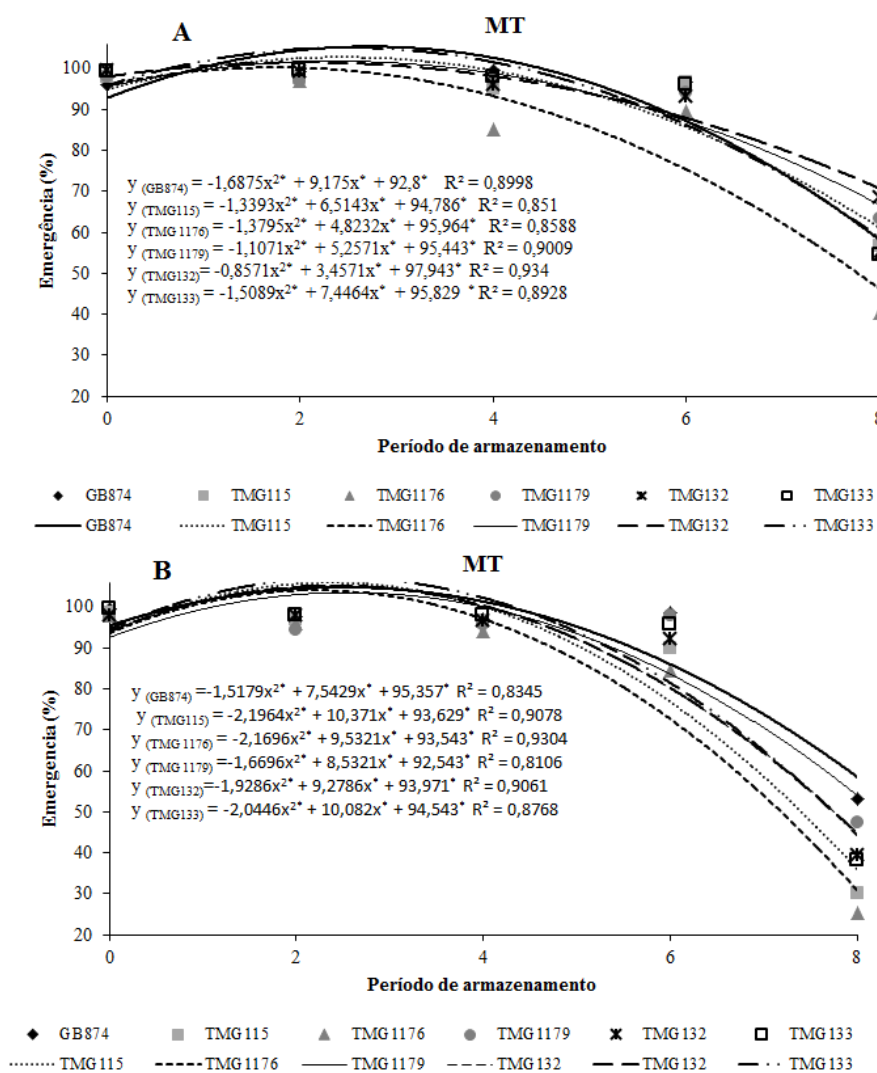 A MT
100
90
80
70
60
50
40
30
20
Emergência (%)
y (GB874) = -1,6875x²* + 9,175x* + 92,8* R² = 0,8998
y (TMG115) = -1,3393x²* + 6,5143x* + 94,786* R² = 0,851
y (TMG 1176) = -1,3795x²* + 4,8232x* + 95,964* R² = 0,8588
y (TMG 1179) = -1,1071x²* + 5,2571x* + 95,443* R² = 0,9009
y (TMG132)= -0,8571x²* + 3,4571x* + 97,943* R² = 0,934
y (TMG133) = -1,5089x²* + 7,4464x* + 95,829 * R² = 0,8928
0 2 4 6 8
Período de armazenamento
GB874 TMG115 TMG1176 TMG1179 TMG132 TMG133
GB874 TMG115 TMG1176 TMG1179 TMG132 TMG133
B MT
100
90
80
70
60
50
40
30
20
Emergencia (%)
y (GB874) =-1,5179x²* + 7,5429x* + 95,357* R² = 0,8345
y (TMG115) =-2,1964x²* + 10,371x* + 93,629* R² = 0,9078
y (TMG 1176) = -2,1696x²* + 9,5321x* + 93,543* R² = 0,9304
y (TMG 1179) =-1,6696x²* + 8,5321x* + 92,543* R² = 0,8106
y (TMG132)=-1,9286x²* + 9,2786x* + 93,971* R² = 0,9061
y (TMG133) = -2,0446x²* + 10,082x* + 94,543* R² = 0,8768
0 2 4 6 8
Período de armazenamento
GB874 TMG115 TMG1176 TMG1179 TMG132 TMG133
TMG115 TMG1176 TMG1179 TMG132 TMG132 TMG133